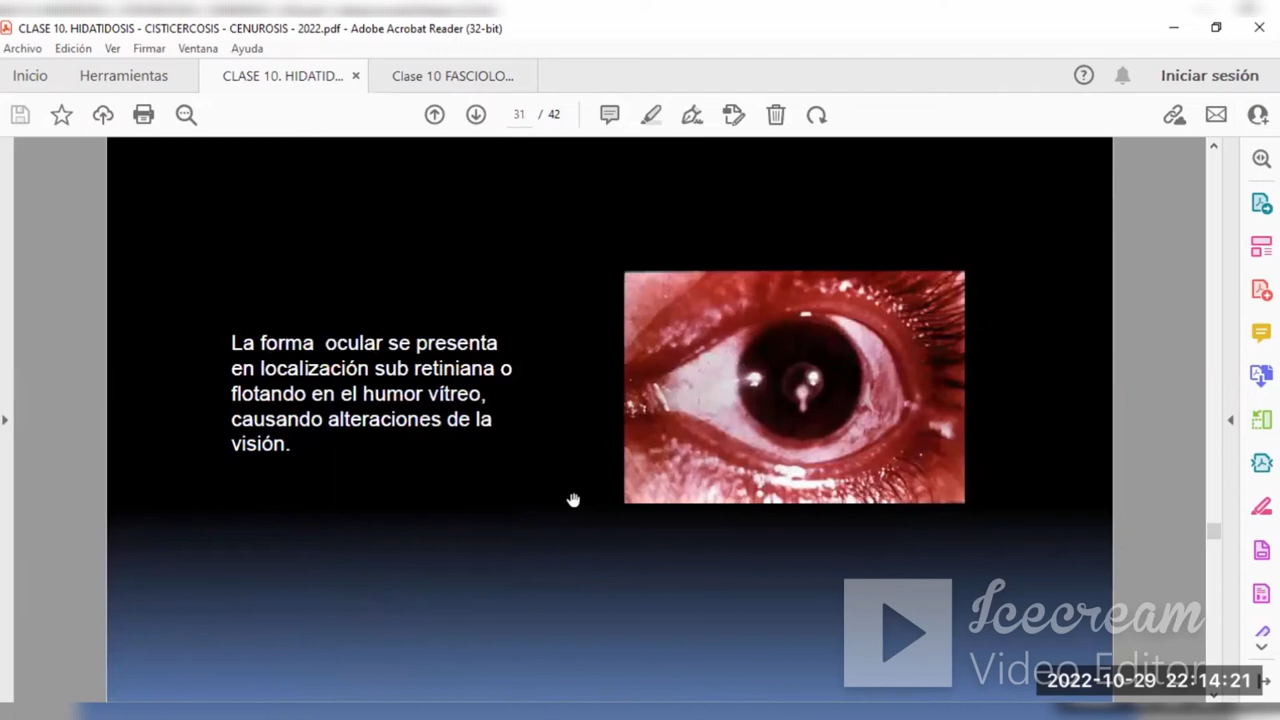 CLASE 10. HIDATIDOSIS - CISTICERCOSIS - CENUROSIS - 2022.pdf - Adobe Acrobat Reader (32-bit)
Archivo Edición Ver Firmar Ventana Ayuda
Inicio Herramientas CLASE 10. HIDATID... × Clase 10 FASCIOLO... Iniciar sesión
31 / 42
La forma ocular se presenta
en localización sub retiniana o
flotando en el humor vítreo,
causando alteraciones de la
visión.
Icecream
Video Editor
2022-10-29 22:14:21